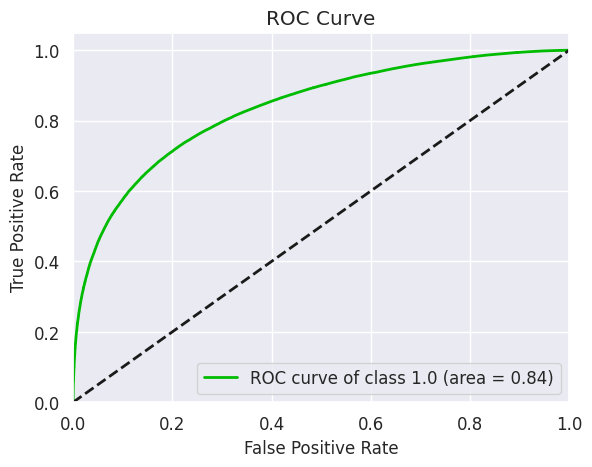 ROC Curve
1.0
0.8
0.6
0.4
0.2
0.0
True Positive Rate
ROC curve of class 1.0 (area = 0.84)
0.0 0.2 0.4 0.6 0.8 1.0
False Positive Rate